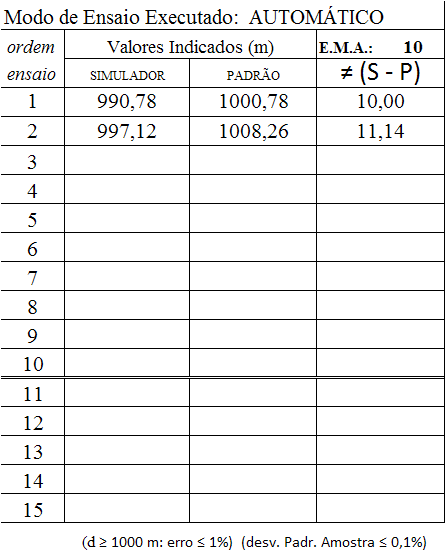 Modo de Ensaio Executado: AUTOMÁTICO
ordem Valores Indicados (m) E.M.A.: 10
ensaio SIMULADOR PADRÃO ≠ (S - P)
1 990,78 1000,78 10,00
2 997,12 1008,26 11,14
3
4
5
6
7
8
9
10
11
12
13
14
15
(d ≥ 1000 m: erro ≤ 1%) (desv. Padr. Amostra ≤ 0,1%)